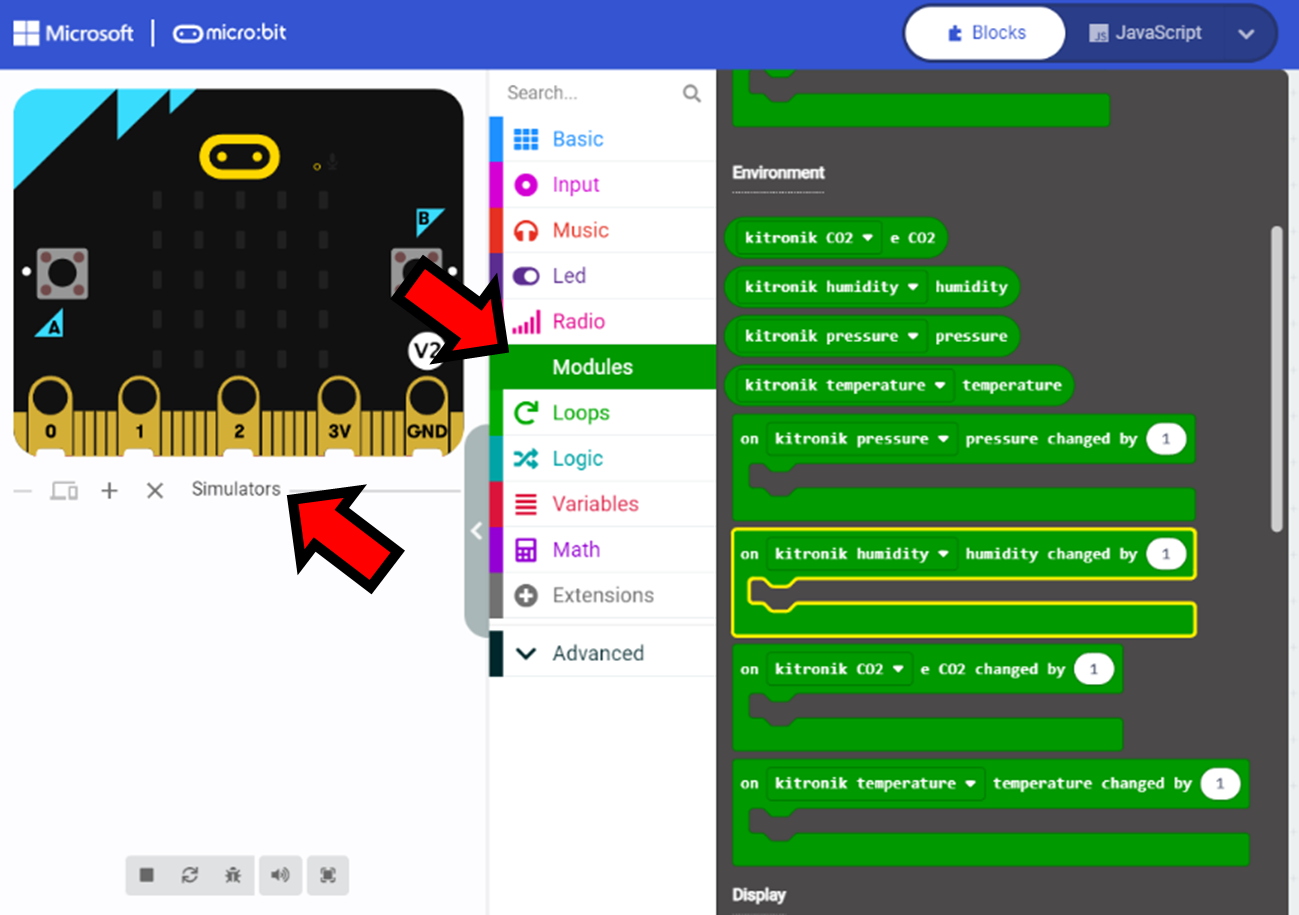 Microsoft | micro:bit
Blocks
JavaScript
B
A
V2
0 1 2 3V GND
Simulators
Search...
Basic
Input
Music
Led
Radio
Modules
Loops
Logic
Variables
Math
Extensions
Advanced
Environment
kitronik CO2 e CO2
kitronik humidity humidity
kitronik pressure pressure
kitronik temperature temperature
on kitronik pressure pressure changed by 1
on kitronik humidity humidity changed by 1
on kitronik CO2 e CO2 changed by 1
on kitronik temperature temperature changed by 1
Display